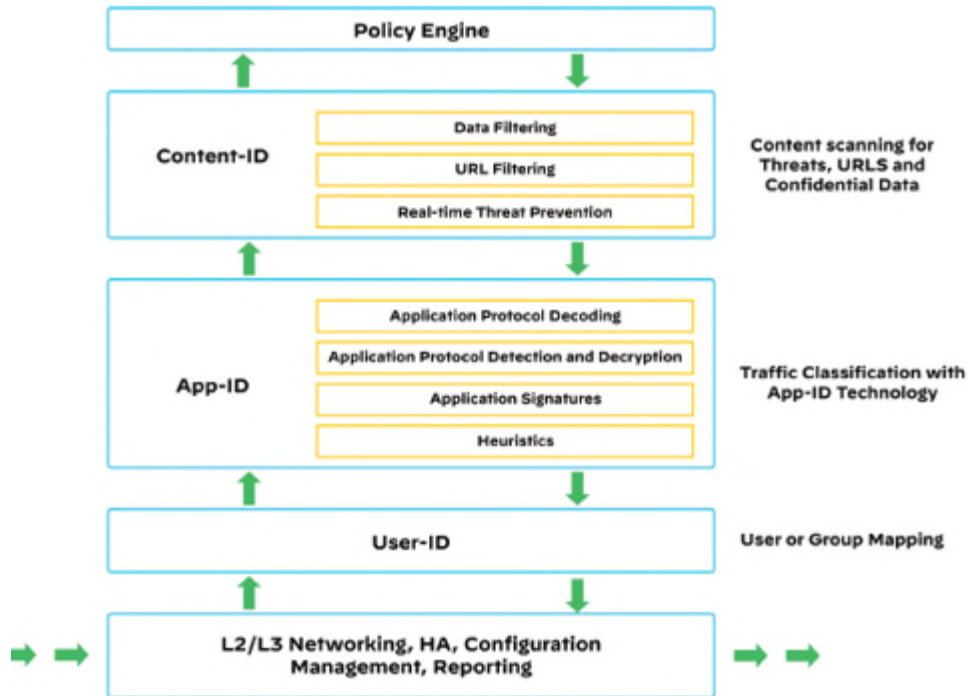 Policy Engine
Content-ID
Data Filtering
URL Filtering
Real-time Threat Prevention
Content scanning for
Threats, URLS and
Confidential Data
App-ID
Application Protocol Decoding
Application Protocol Detection and Decryption
Application Signatures
Heuristics
Traffic Classification with
App-ID Technology
User-ID
User or Group Mapping
L2/L3 Networking, HA, Configuration
Management, Reporting